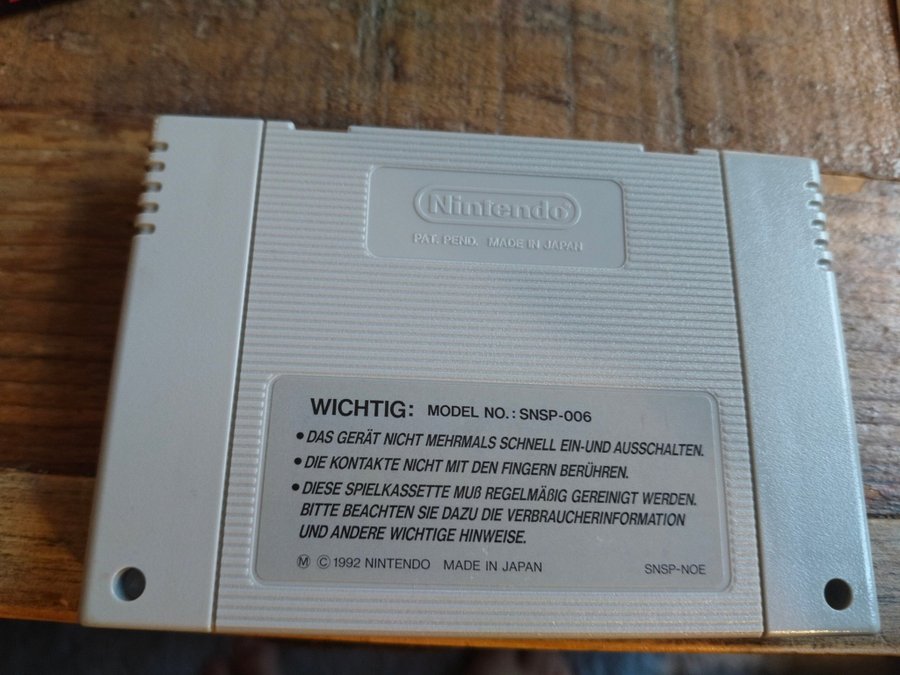 Nintendo
PAT. PEND. MADE IN JAPAN
WICHTIG: MODEL NO.: SNSP-006
• DAS GERÄT NICHT MEHRMALS SCHNELL EIN-UND AUSSCHALTEN.
• DIE KONTAKTE NICHT MIT DEN FINGERN BERÜHREN.
• DIESE SPIELKASSETTE MUß REGELMÄßIG GEREINIGT WERDEN.
BITTE BEACHTEN SIE DAZU DIE VERBRAUCHERINFORMATION
UND ANDERE WICHTIGE HINWEISE.
Ⓜ © 1992 NINTENDO MADE IN JAPAN SNSP-NOE